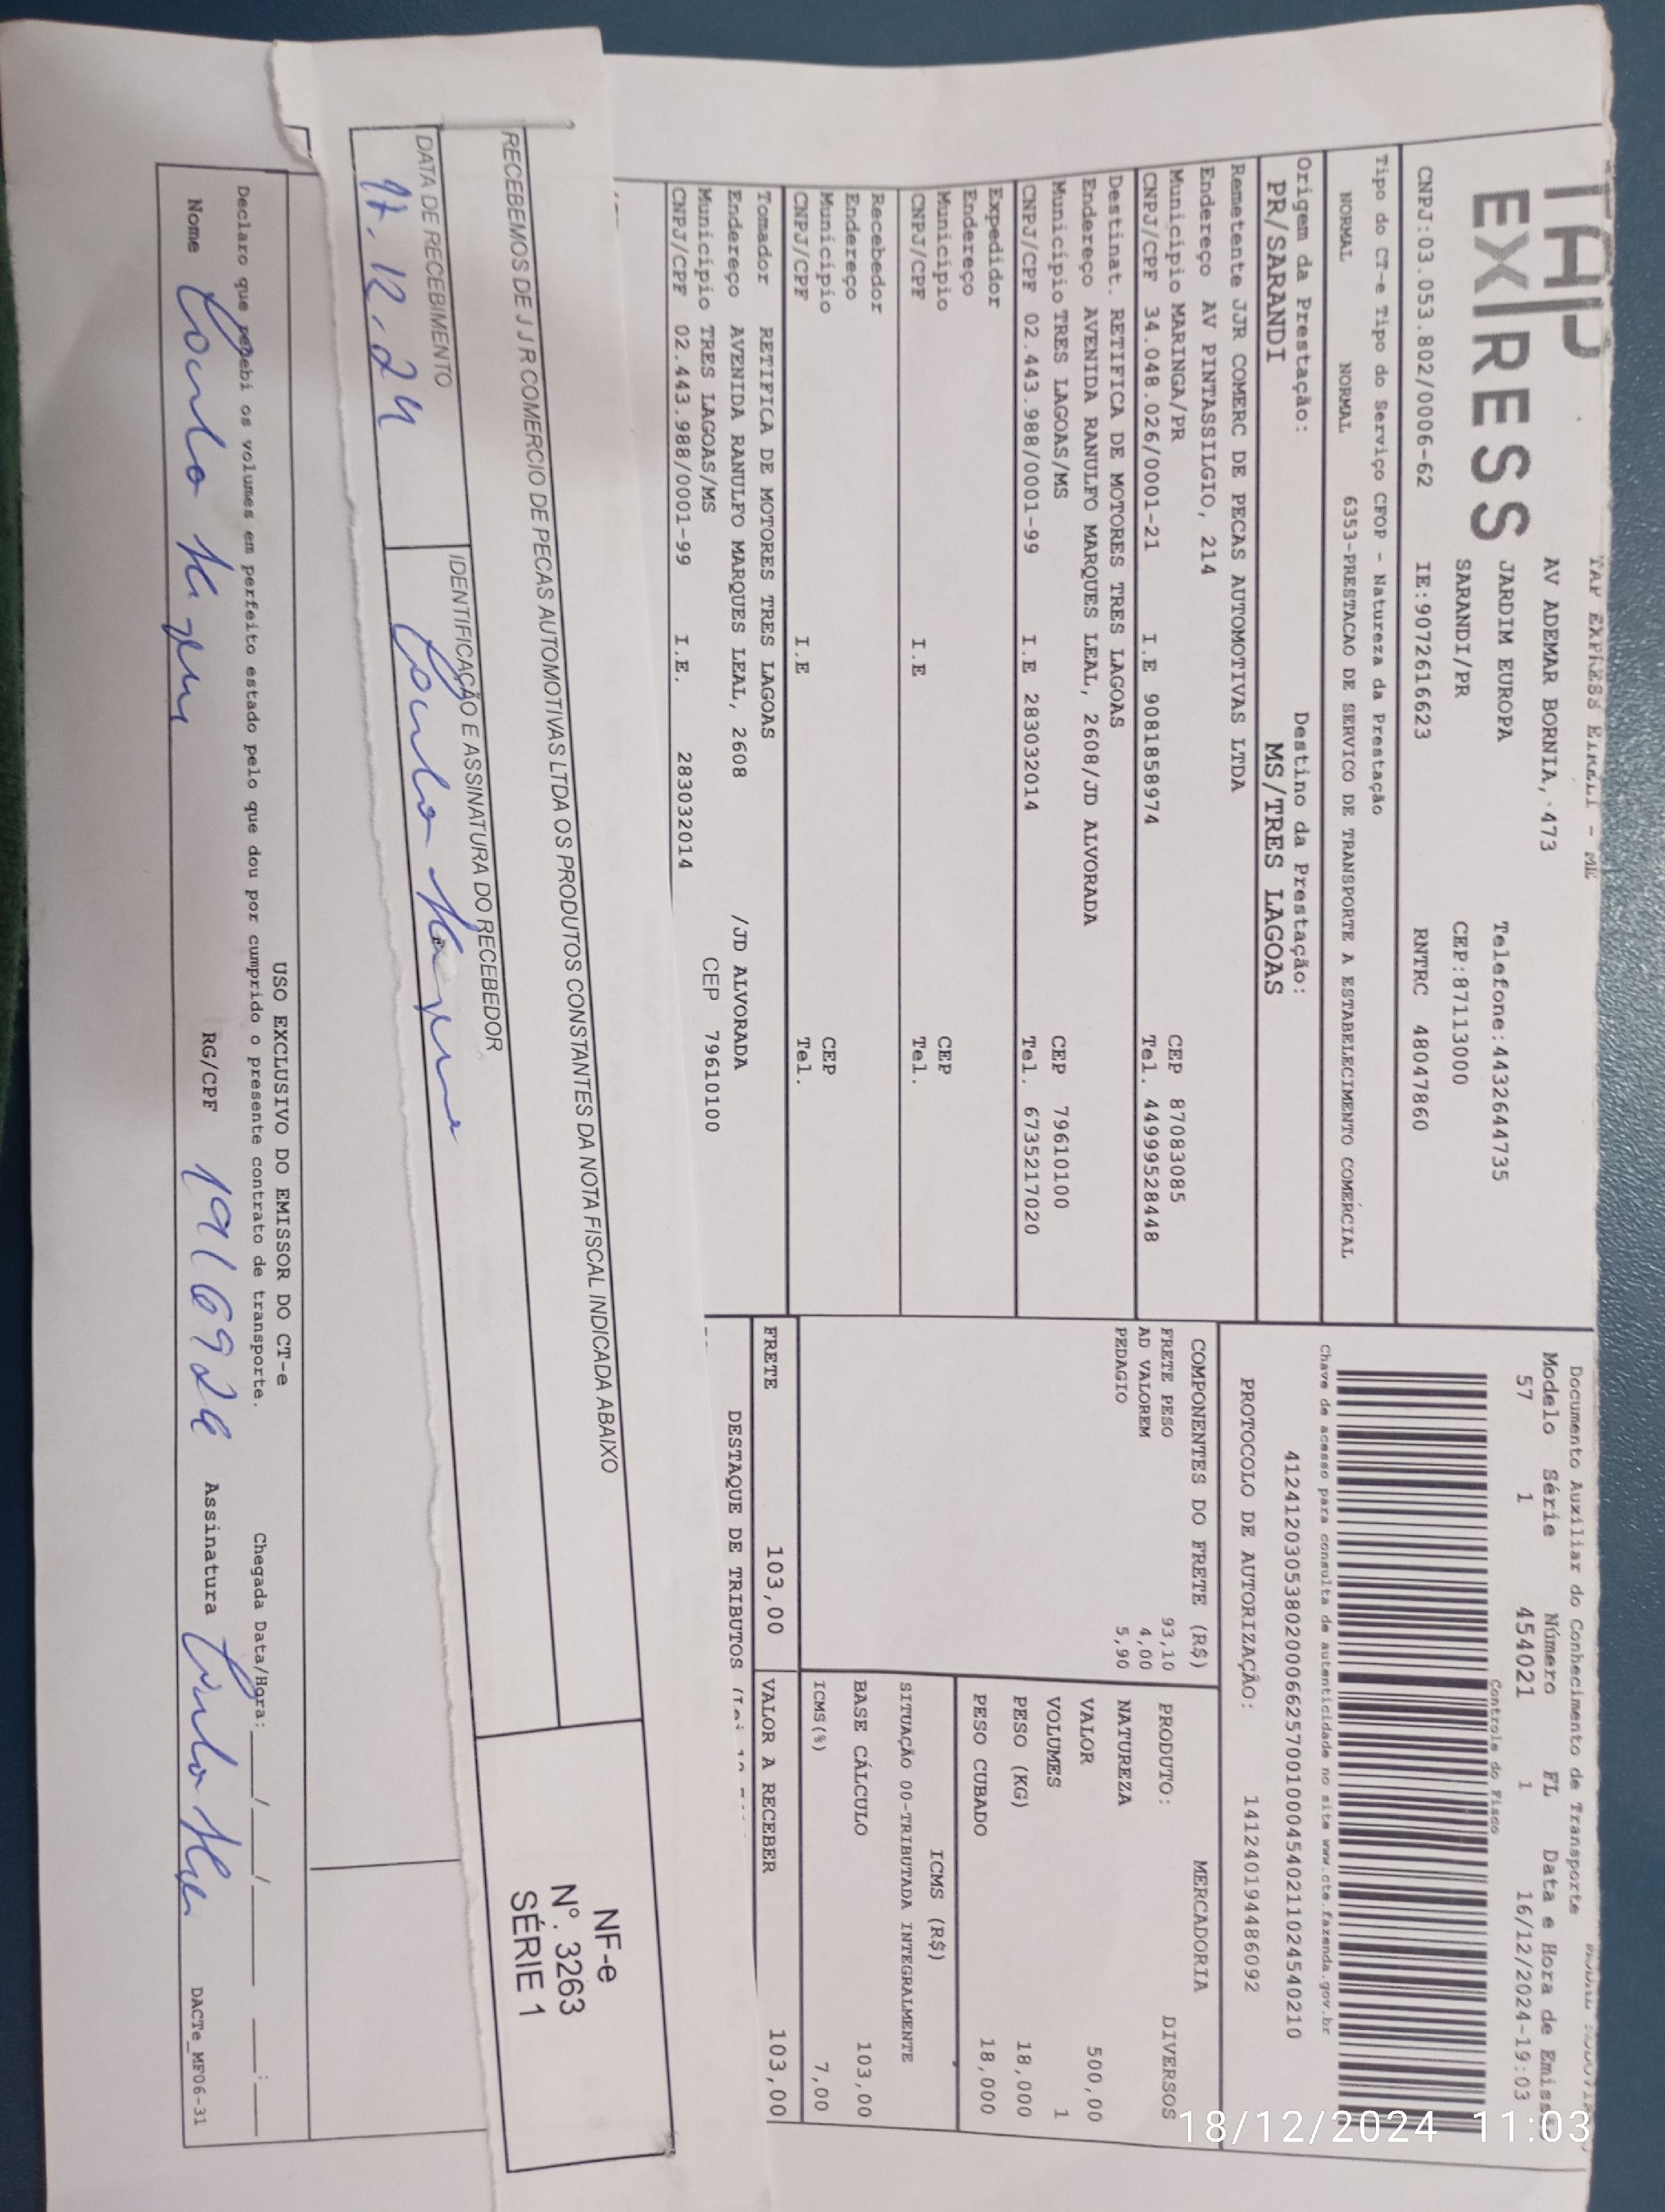 TAP
EXPRESS
TAP EXPRESS EIRELI - ME
AV ADEMAR BORNIA, 473
JARDIM EUROPA Telefone:4432644735
SARANDI/PR CEP:87113000
CNPJ:03.053.802/0006-62 IE:9072616623 RNTRC 48047860
Tipo do CT-e Tipo do Serviço CFOP - Natureza da Prestação
NORMAL NORMAL 6353-PRESTACAO DE SERVICO DE TRANSPORTE A ESTABELECIMENTO COMERCIAL
Origem da Prestação: Destino da Prestação:
PR/SARANDI MS/TRES LAGOAS
Remetente JJR COMERC DE PECAS AUTOMOTIVAS LTDA
Endereço AV PINTASSILGIO, 214
Município MARINGA/PR CEP 87083085
CNPJ/CPF 34.048.026/0001-21 I.E 9081858974 Tel. 44999528448
Destinat. RETIFICA DE MOTORES TRES LAGOAS
Endereço AVENIDA RANULFO MARQUES LEAL, 2608/JD ALVORADA
Município TRES LAGOAS/MS CEP 79610100
CNPJ/CPF 02.443.988/0001-99 I.E 283032014 Tel. 6735217020
Expedidor
Endereço
Município CEP
CNPJ/CPF I.E Tel.
Recebedor
Endereço
Município CEP
CNPJ/CPF I.E Tel.
Tomador RETIFICA DE MOTORES TRES LAGOAS
Endereço AVENIDA RANULFO MARQUES LEAL, 2608 /JD ALVORADA
Município TRES LAGOAS/MS CEP 79610100
CNPJ/CPF 02.443.988/0001-99 I.E. 283032014
Documento Auxiliar do Conhecimento de Transporte
Modelo Série Número FL Data e Hora de Emiss
57 1 454021 1 16/12/2024-19:03
Controle do Fisco
Chave de acesso para consulta de autenticidade no site www.cte.fazenda.gov.br
41241203053802000662570010004540211024540210
PROTOCOLO DE AUTORIZAÇÃO: 141240194486092
COMPONENTES DO FRETE (R$)
FRETE PESO 93,10
AD VALOREM 4,00
PEDAGIO 5,90
MERCADORIA
PRODUTO: DIVERSOS
NATUREZA
VALOR 500,00
VOLUMES 1
PESO (KG) 18,000
PESO CUBADO 18,000
ICMS (R$)
SITUAÇÃO 00-TRIBUTADA INTEGRALMENTE
BASE CÁLCULO 103,00
ICMS(%) 7,00
FRETE 103,00 VALOR A RECEBER 103,00
DESTAQUE DE TRIBUTOS
RECEBEMOS DE J J R COMERCIO DE PECAS AUTOMOTIVAS LTDA OS PRODUTOS CONSTANTES DA NOTA FISCAL INDICADA ABAIXO
DATA DE RECEBIMENTO IDENTIFICAÇÃO E ASSINATURA DO RECEBEDOR
17.12.24
NF-e
Nº. 3263
SÉRIE 1
USO EXCLUSIVO DO EMISSOR DO CT-e
Declaro que recebi os volumes em perfeito estado pelo que dou por cumprido o presente contrato de transporte. Chegada Data/Hora: ____/____/______ ____:____
Nome RG/CPF Assinatura DACTe_MF06-31
18/12/2024 11:03